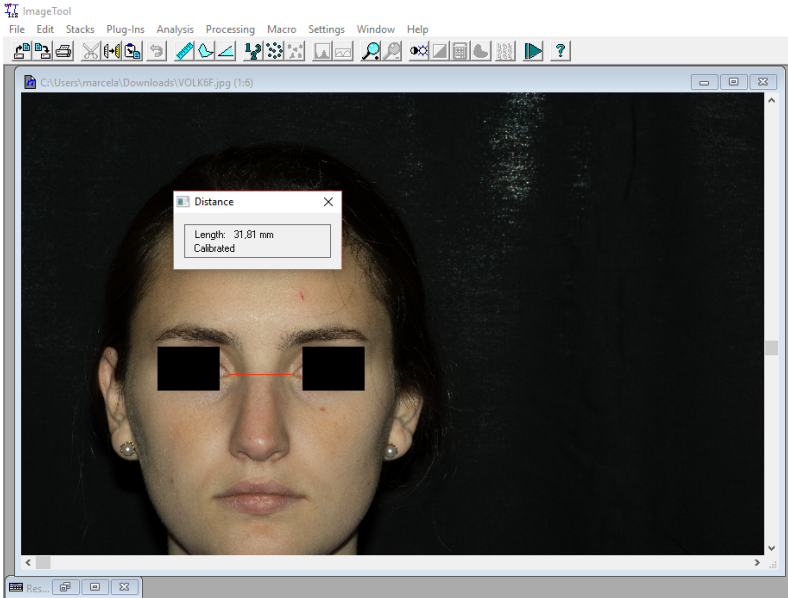 ImageTool
File Edit Stacks Plug-Ins Analysis Processing Macro Settings Window Help
C:\Users\marcela\Downloads\VOLK6F.jpg (1:6)
Distance
Length: 31,81 mm
Calibrated
Res...